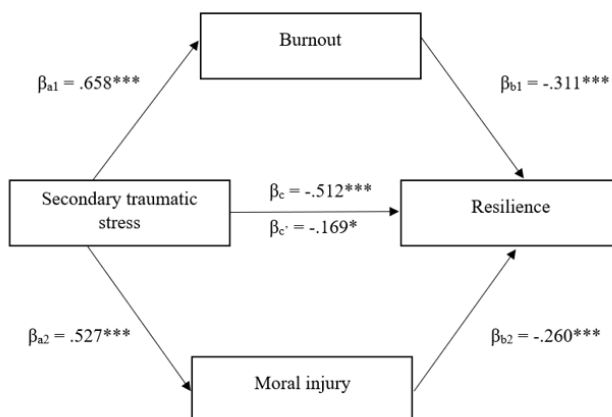 Burnout
βa1 = .658***
βb1 = -.311***
Secondary traumatic
stress
βc = -.512***
βc' = -.169*
Resilience
βa2 = .527***
βb2 = -.260***
Moral injury